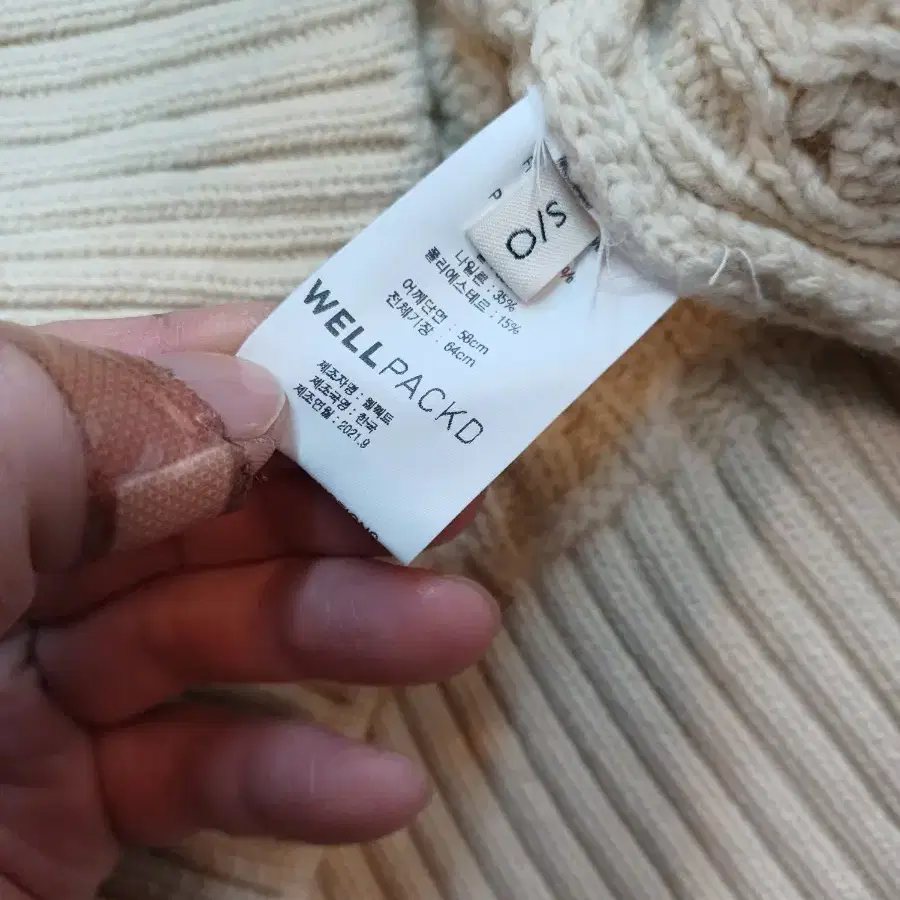 O/S
나일론 : 35%
폴리에스테르 : 15%
어깨단면 : 58cm
전체기장 : 64cm
WELLPACKD
제조자명 : 웰팩트
제조국명 : 한국
제조연월 : 2021.9